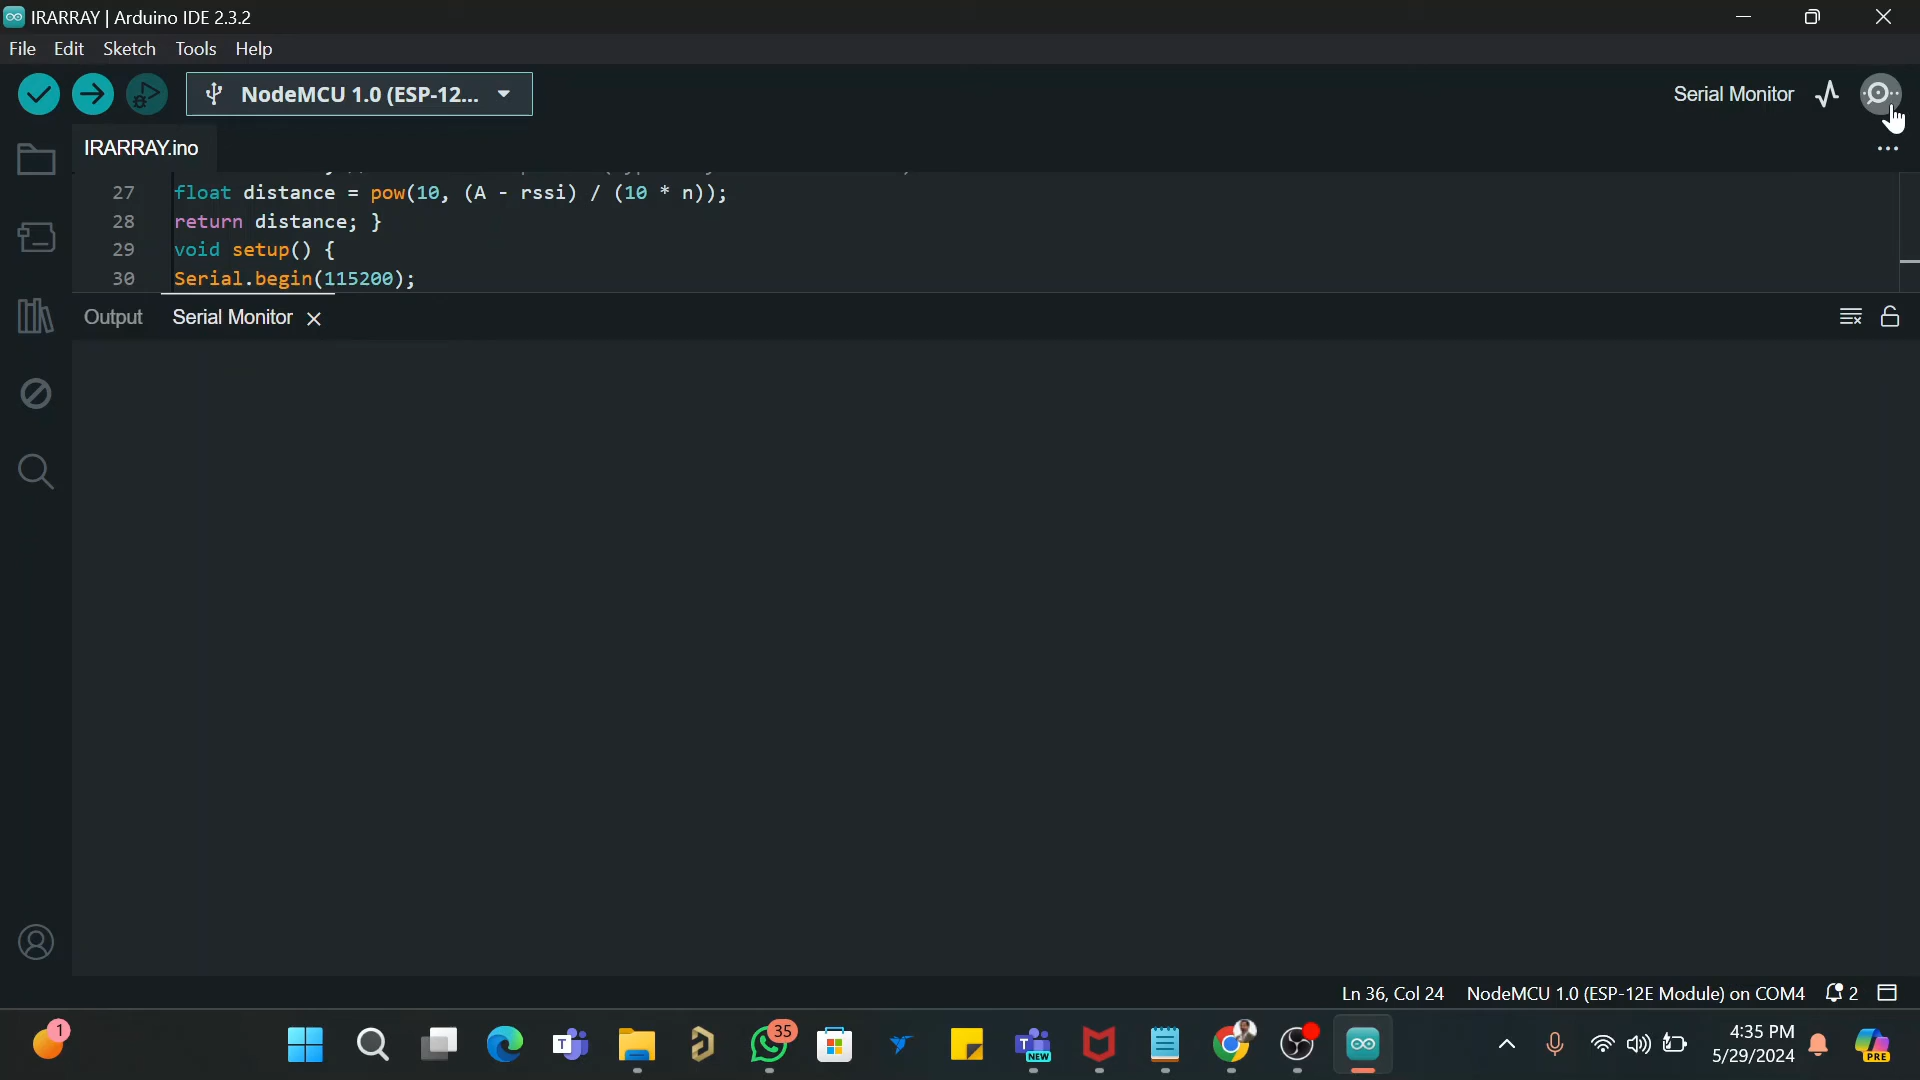 IRARRAY | Arduino IDE 2.3.2
File Edit Sketch Tools Help
NodeMCU 1.0 (ESP-12...
Serial Monitor
IRARRAY.ino
27 float distance = pow(10, (A - rssi) / (10 * n));
28 return distance; }
29 void setup() {
30 Serial.begin(115200);
Output Serial Monitor
Ln 36, Col 24 NodeMCU 1.0 (ESP-12E Module) on COM4 2
1
35
NEW
4:35 PM
5/29/2024
PRE